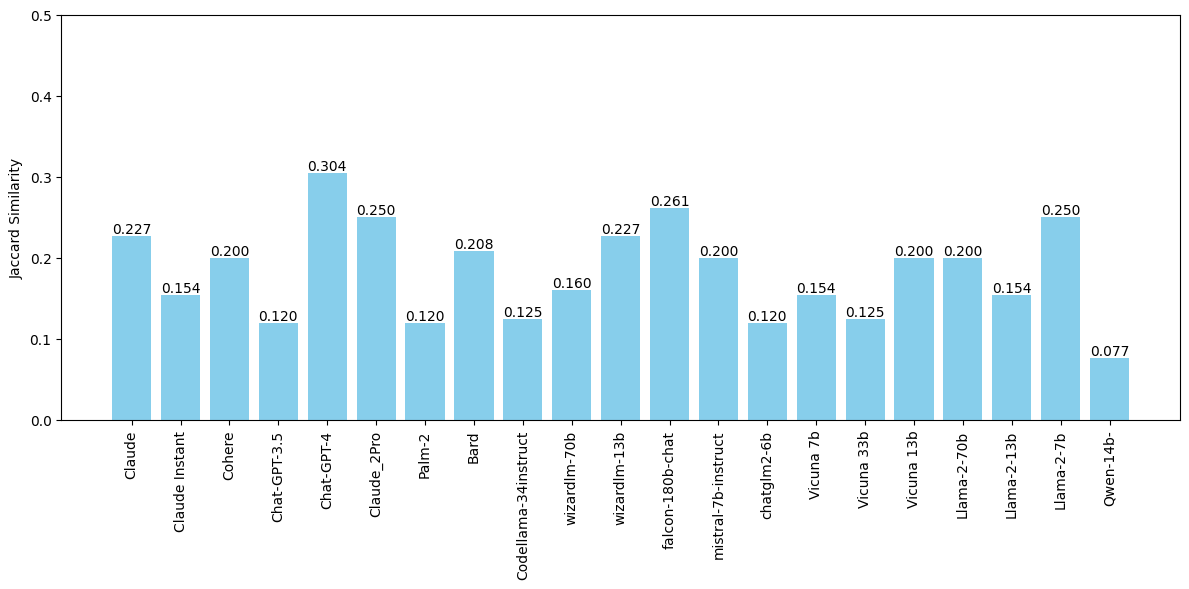 0.5
0.4
0.3
0.2
0.1
0.0
Jaccard Similarity
0.227
0.154
0.200
0.120
0.304
0.250
0.120
0.208
0.125
0.160
0.227
0.261
0.200
0.120
0.154
0.125
0.200
0.200
0.154
0.250
0.077
Claude
Claude Instant
Cohere
Chat-GPT-3.5
Chat-GPT-4
Claude_2Pro
Palm-2
Bard
Codellama-34instruct
wizardlm-70b
wizardlm-13b
falcon-180b-chat
mistral-7b-instruct
chatglm2-6b
Vicuna 7b
Vicuna 33b
Vicuna 13b
Llama-2-70b
Llama-2-13b
Llama-2-7b
Qwen-14b-